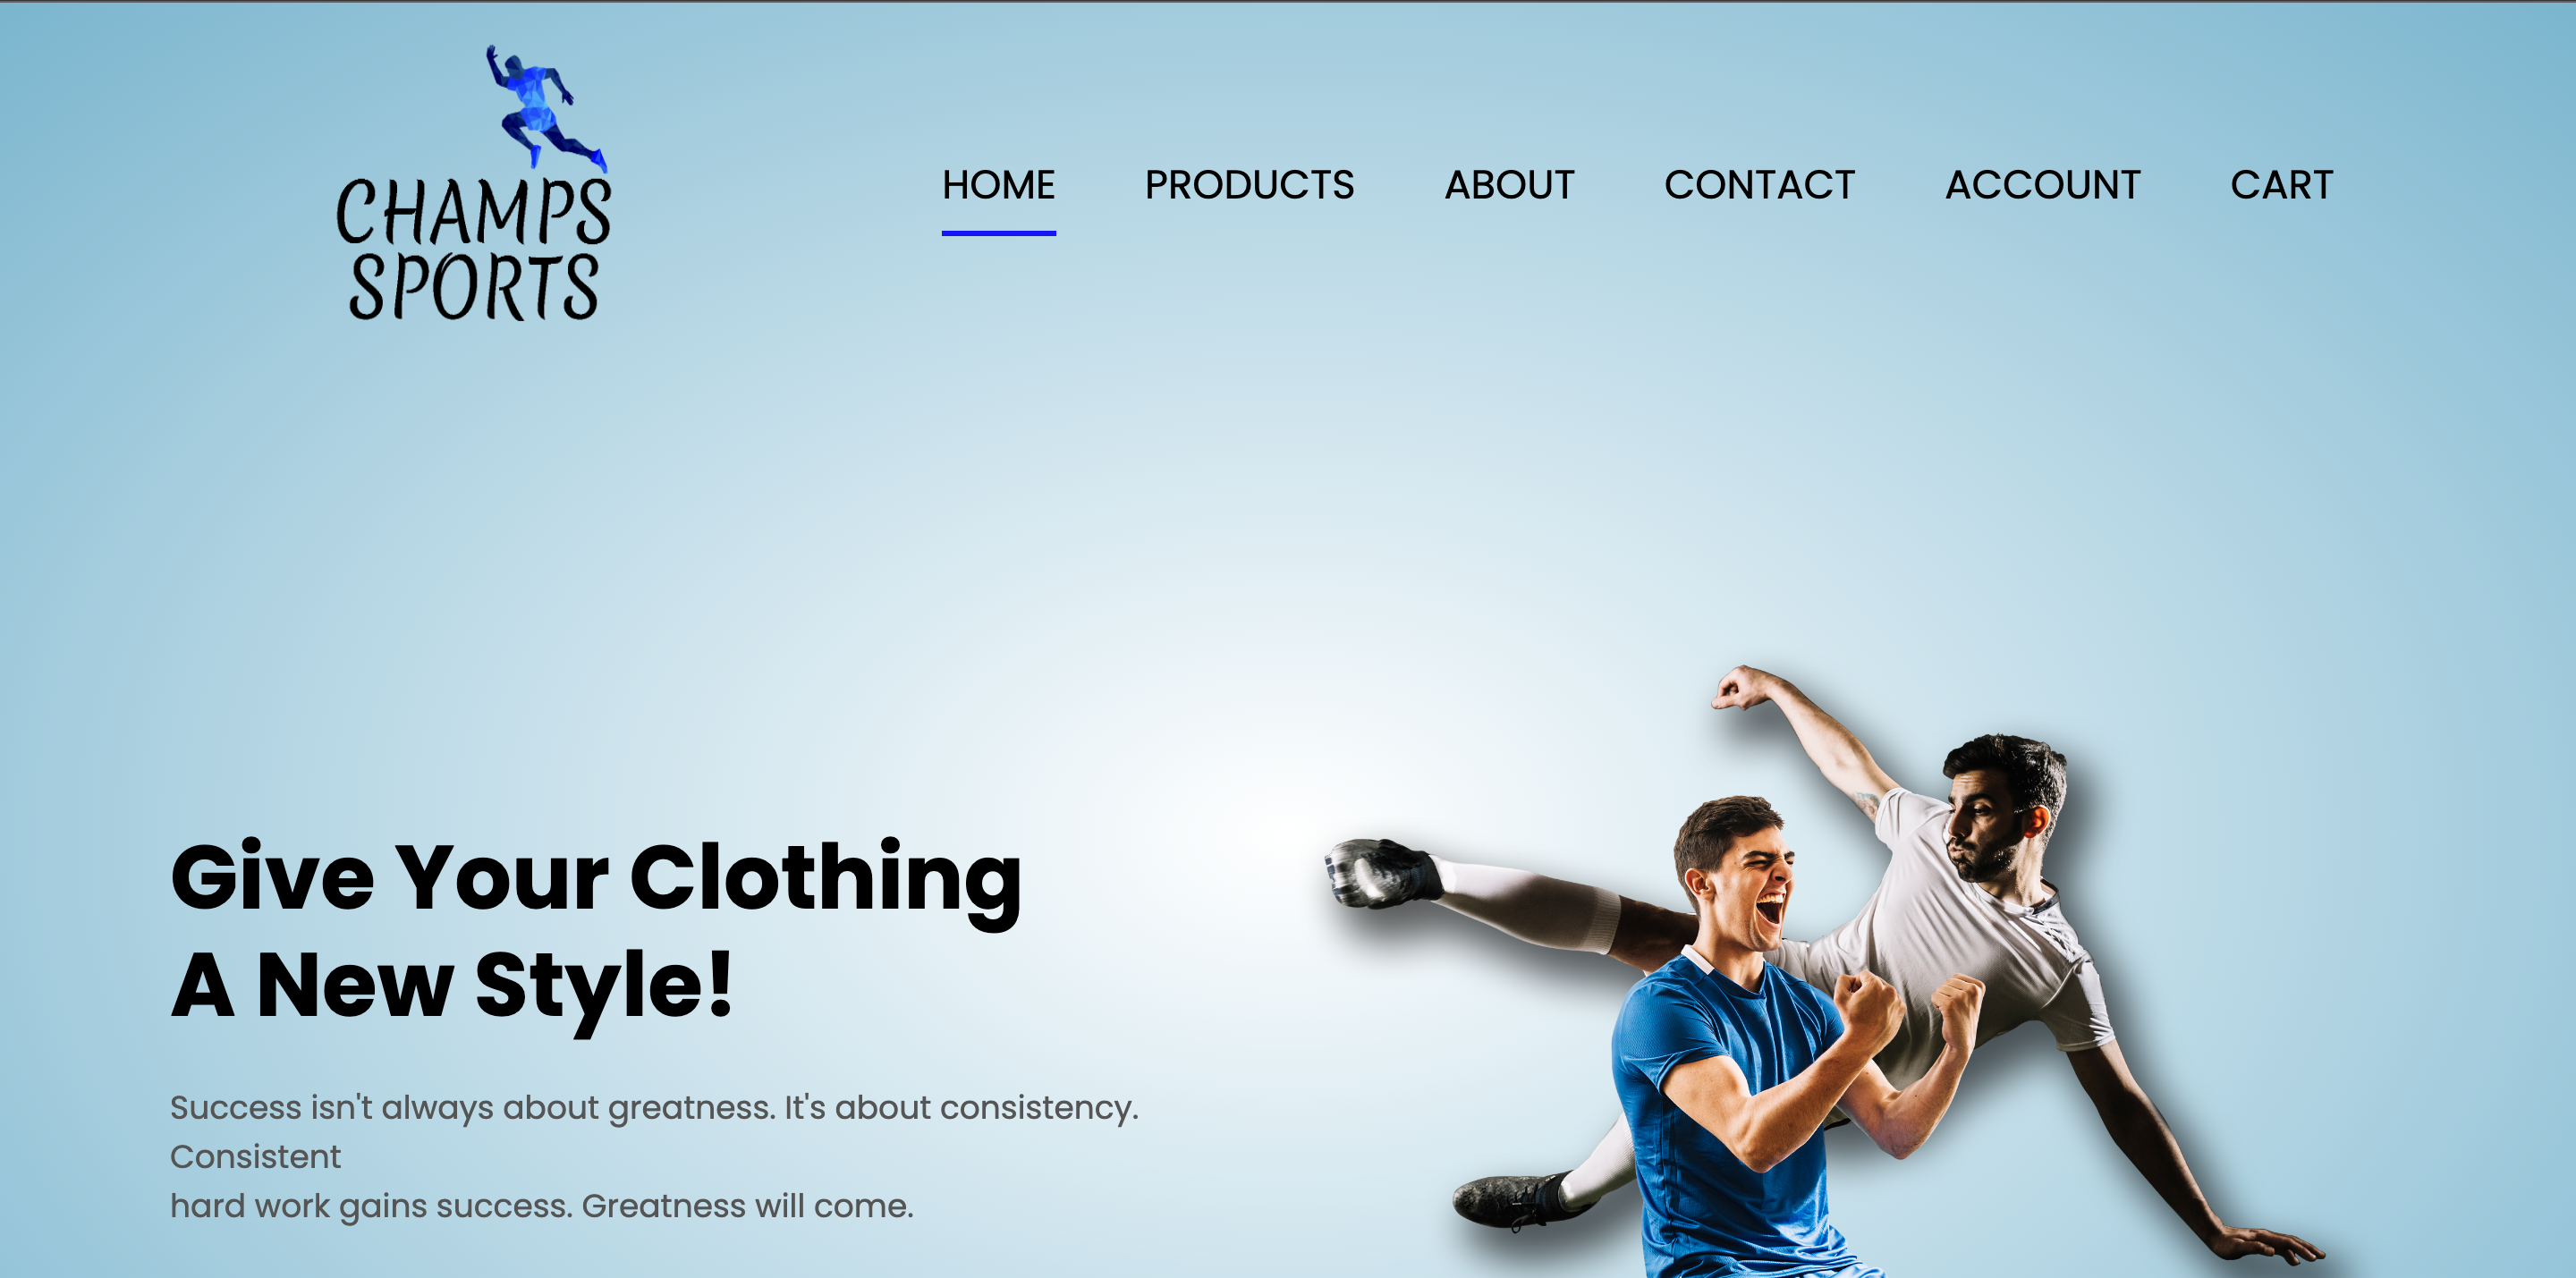 CHAMPS
SPORTS
HOME PRODUCTS ABOUT CONTACT ACCOUNT CART
Give Your Clothing
A New Style!
Success isn't always about greatness. It's about consistency.
Consistent
hard work gains success. Greatness will come.